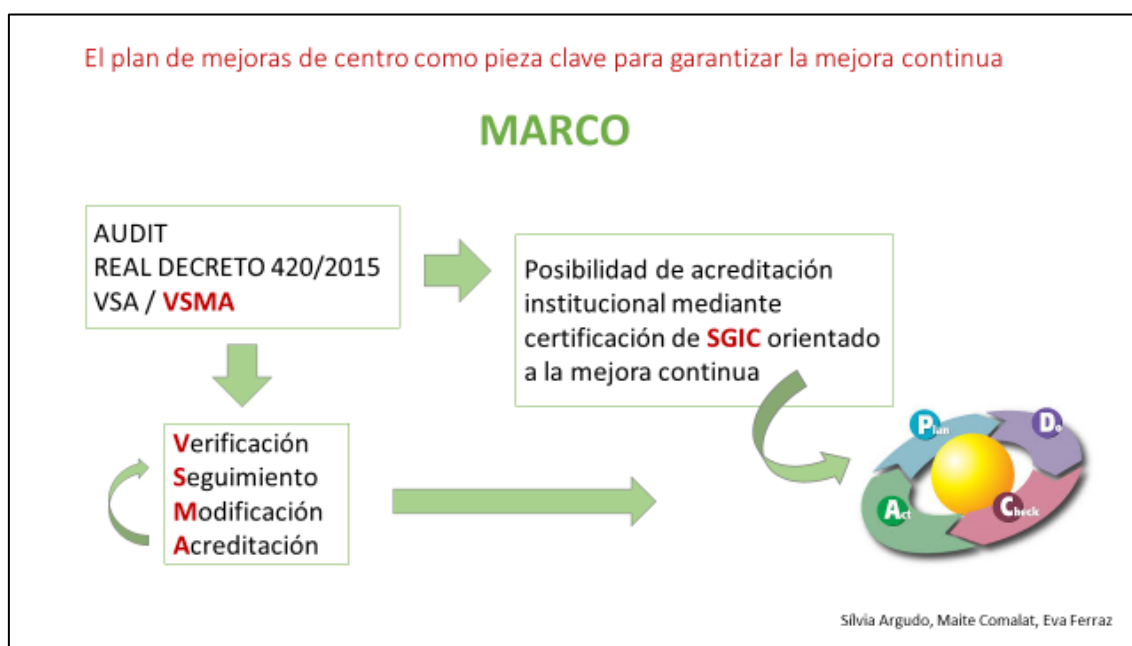 El plan de mejoras de centro como pieza clave para garantizar la mejora continua
MARCO
AUDIT
REAL DECRETO 420/2015
VSA / VSMA
Posibilidad de acreditación
institucional mediante
certificación de SGIC orientado
a la mejora continua
Verificación
Seguimiento
Modificación
Acreditación
Plan
Do
Act
Check
Sílvia Argudo, Maite Comalat, Eva Ferraz